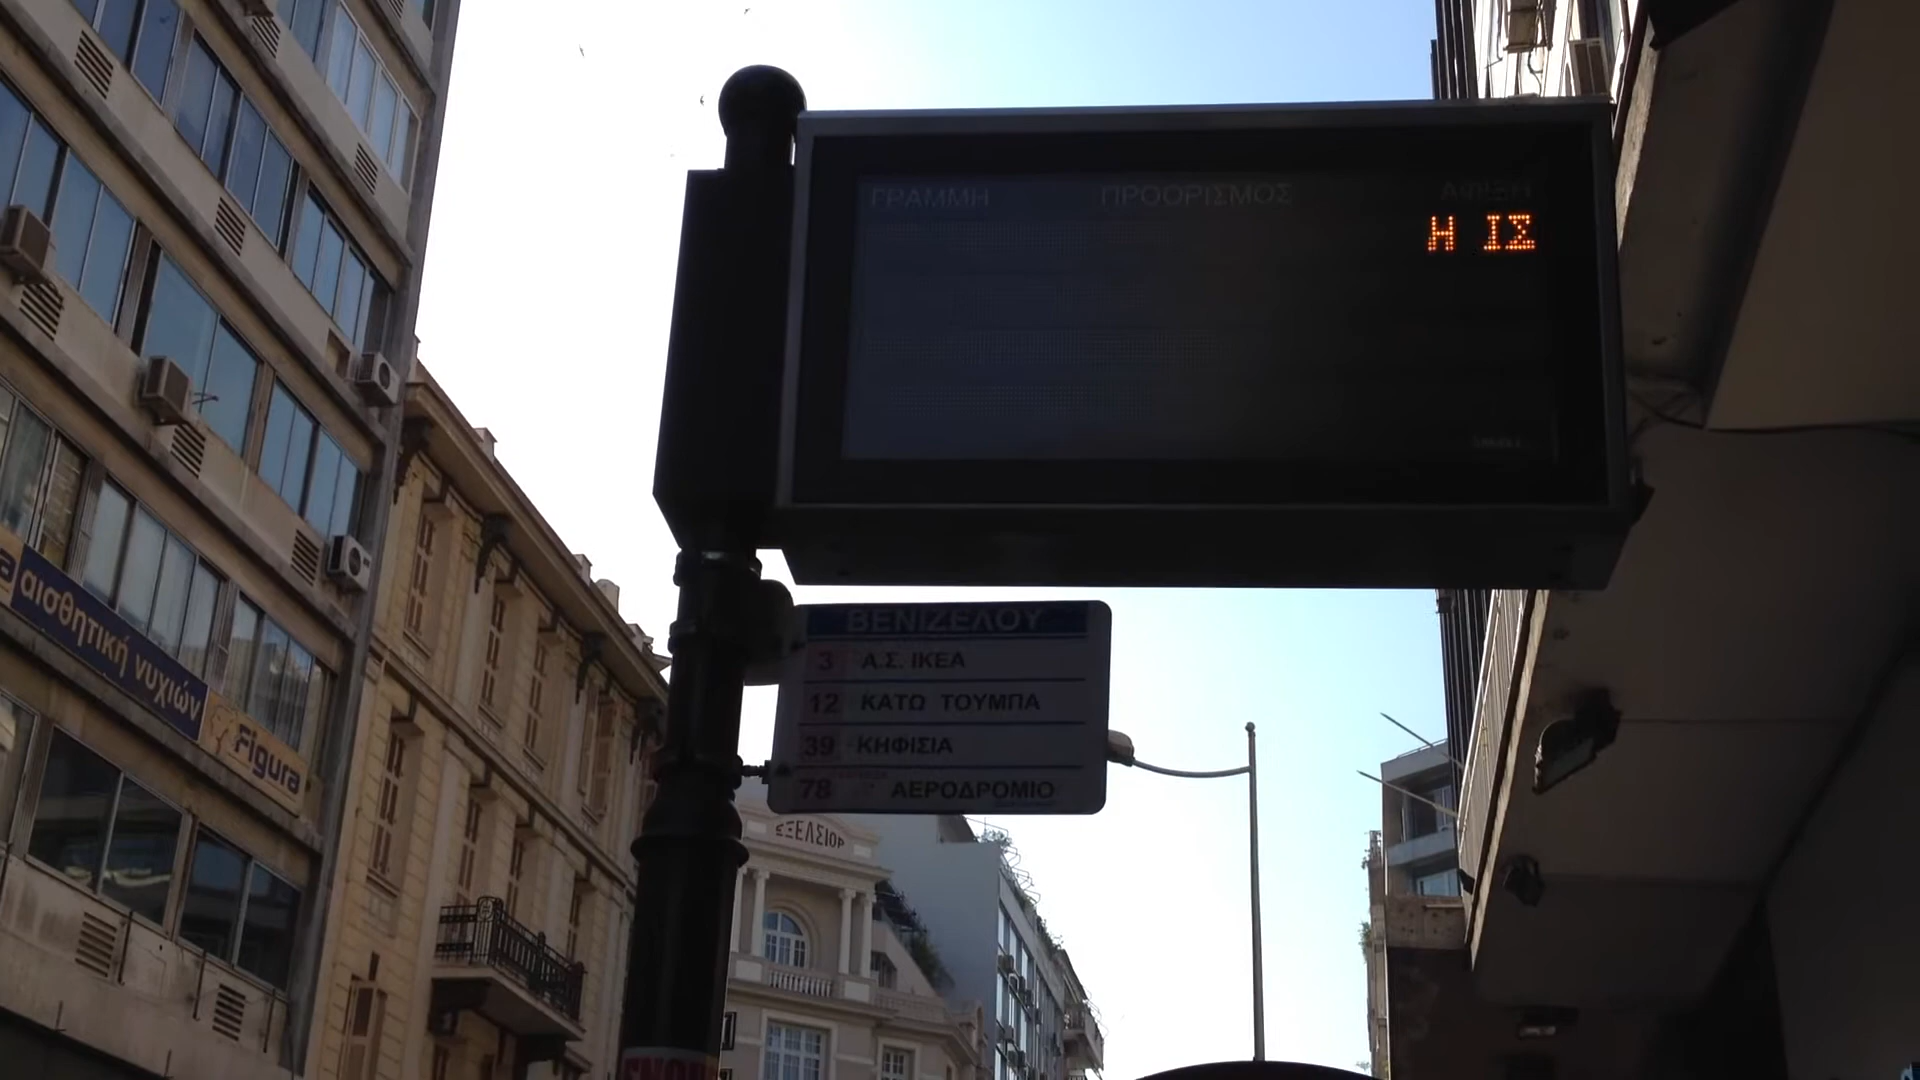 ΓΡΑΜΜΗ ΠΡΟΟΡΙΣΜΟΣ ΑΦΙΞΗ
Η ΙΣ
ΒΕΝΙΖΕΛΟΥ
3 Α.Σ. ΙΚΕΑ
12 ΚΑΤΩ ΤΟΥΜΠΑ
39 ΚΗΦΙΣΙΑ
78 ΑΕΡΟΔΡΟΜΙΟ
αισθητική νυχιών
Figura
ΕΞΕΛΣΙΟΡ